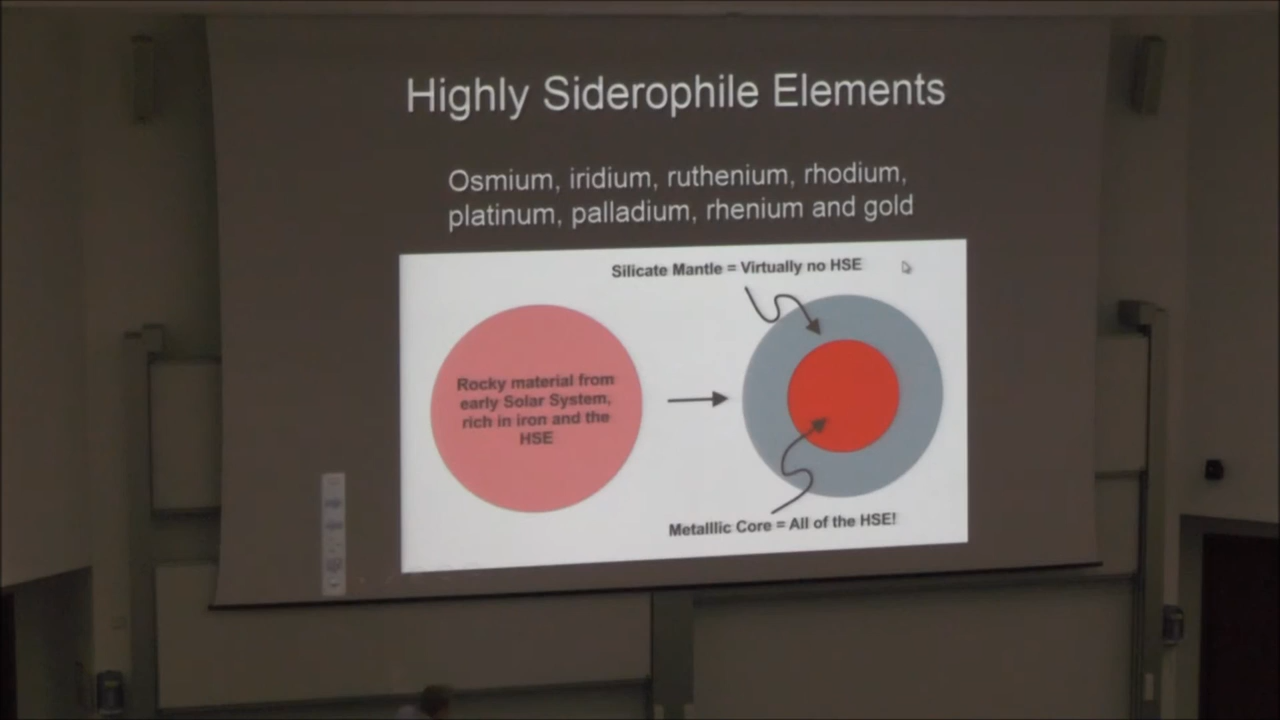 Highly Siderophile Elements
Osmium, iridium, ruthenium, rhodium,
platinum, palladium, rhenium and gold
Silicate Mantle = Virtually no HSE
Rocky material from
early Solar System,
rich in iron and the
HSE
Metalllic Core = All of the HSE!